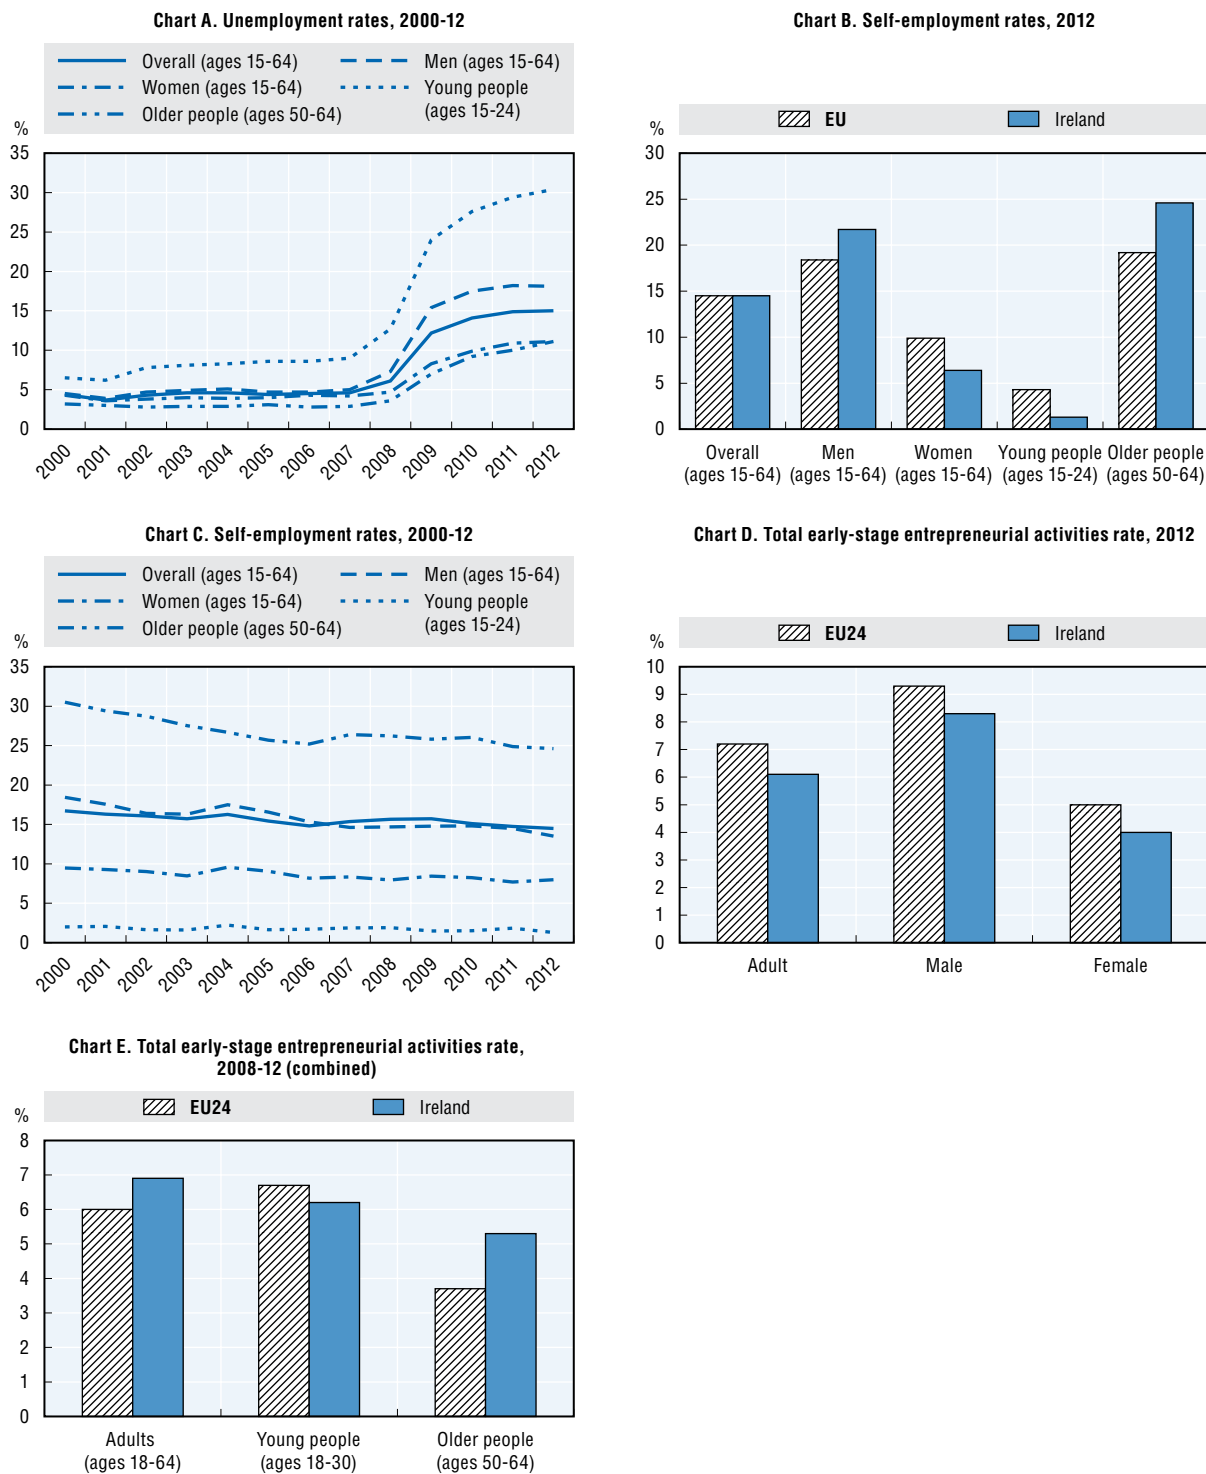 Chart A. Unemployment rates, 2000-12
Overall (ages 15-64)
Men (ages 15-64)
Women (ages 15-64)
Young people
(ages 15-24)
Older people (ages 50-64)
%
35
30
25
20
15
10
5
0
2000
2001
2002
2003
2004
2005
2006
2007
2008
2009
2010
2011
2012
Chart B. Self-employment rates, 2012
EU
Ireland
%
30
25
20
15
10
5
0
Overall
(ages 15-64)
Men
(ages 15-64)
Women
(ages 15-64)
Young people
(ages 15-24)
Older people
(ages 50-64)
Chart C. Self-employment rates, 2000-12
Overall (ages 15-64)
Men (ages 15-64)
Women (ages 15-64)
Young people
(ages 15-24)
Older people (ages 50-64)
%
35
30
25
20
15
10
5
0
2000
2001
2002
2003
2004
2005
2006
2007
2008
2009
2010
2011
2012
Chart D. Total early-stage entrepreneurial activities rate, 2012
EU24
Ireland
%
10
9
8
7
6
5
4
3
2
1
0
Adult
Male
Female
Chart E. Total early-stage entrepreneurial activities rate,
2008-12 (combined)
EU24
Ireland
%
8
7
6
5
4
3
2
1
0
Adults
(ages 18-64)
Young people
(ages 18-30)
Older people
(ages 50-64)